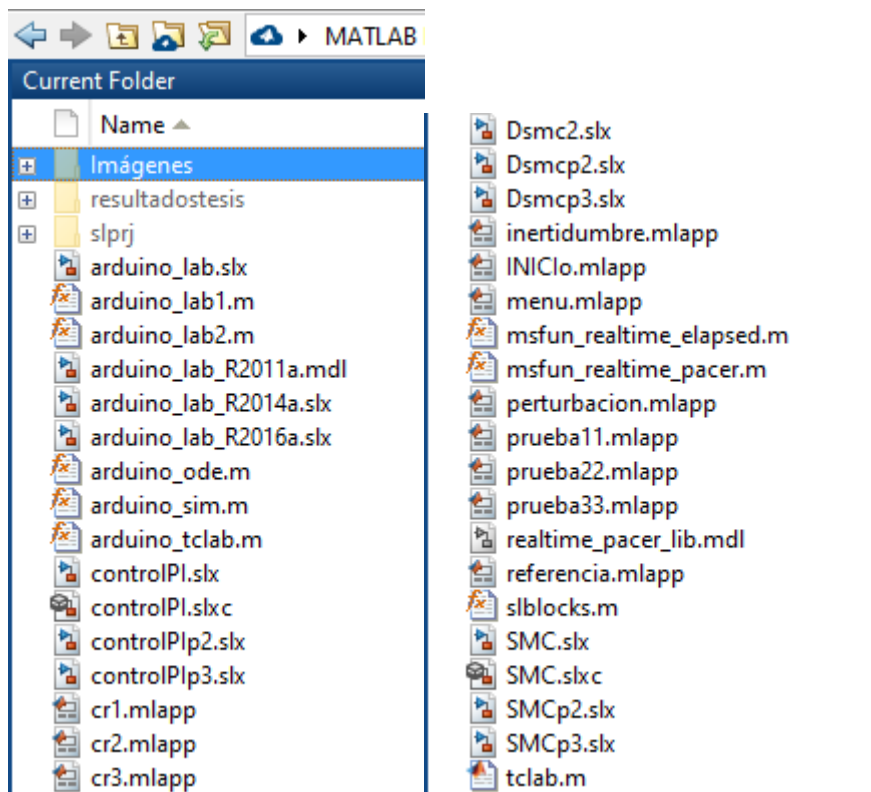 MATLAB
Current Folder
Name
Imágenes
resultadostesis
slprj
arduino_lab.slx
arduino_lab1.m
arduino_lab2.m
arduino_lab_R2011a.mdl
arduino_lab_R2014a.slx
arduino_lab_R2016a.slx
arduino_ode.m
arduino_sim.m
arduino_tclab.m
controlPI.slx
controlPI.slxc
controlPIp2.slx
controlPIp3.slx
cr1.mlapp
cr2.mlapp
cr3.mlapp
Dsmc2.slx
Dsmcp2.slx
Dsmcp3.slx
inertidumbre.mlapp
INICIo.mlapp
menu.mlapp
msfun_realtime_elapsed.m
msfun_realtime_pacer.m
perturbacion.mlapp
prueba11.mlapp
prueba22.mlapp
prueba33.mlapp
realtime_pacer_lib.mdl
referencia.mlapp
slblocks.m
SMC.slx
SMC.slxc
SMCp2.slx
SMCp3.slx
tclab.m